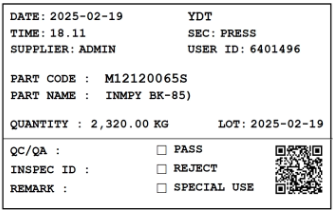 DATE: 2025-02-19 YDT
TIME: 18.11 SEC: PRESS
SUPPLIER: ADMIN USER ID: 6401496
PART CODE : M12120065S
PART NAME : INMPY BK-85)
QUANTITY : 2,320.00 KG LOT: 2025-02-19
QC/QA : ☐ PASS
INSPEC ID : ☐ REJECT
REMARK : ☐ SPECIAL USE